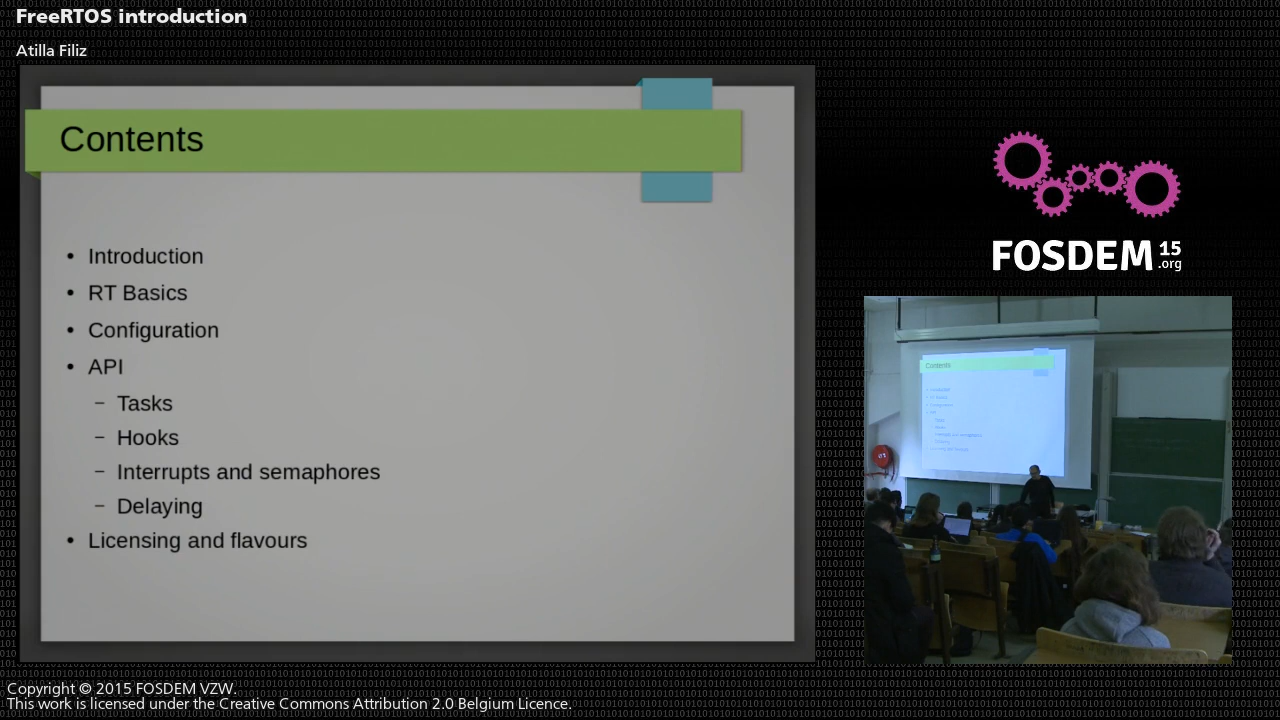 FreeRTOS introduction
Atilla Filiz
Contents
• Introduction
• RT Basics
• Configuration
• API
– Tasks
– Hooks
– Interrupts and semaphores
– Delaying
• Licensing and flavours
FOSDEM 15
.org
Contents
Copyright © 2015 FOSDEM VZW.
This work is licensed under the Creative Commons Attribution 2.0 Belgium Licence.